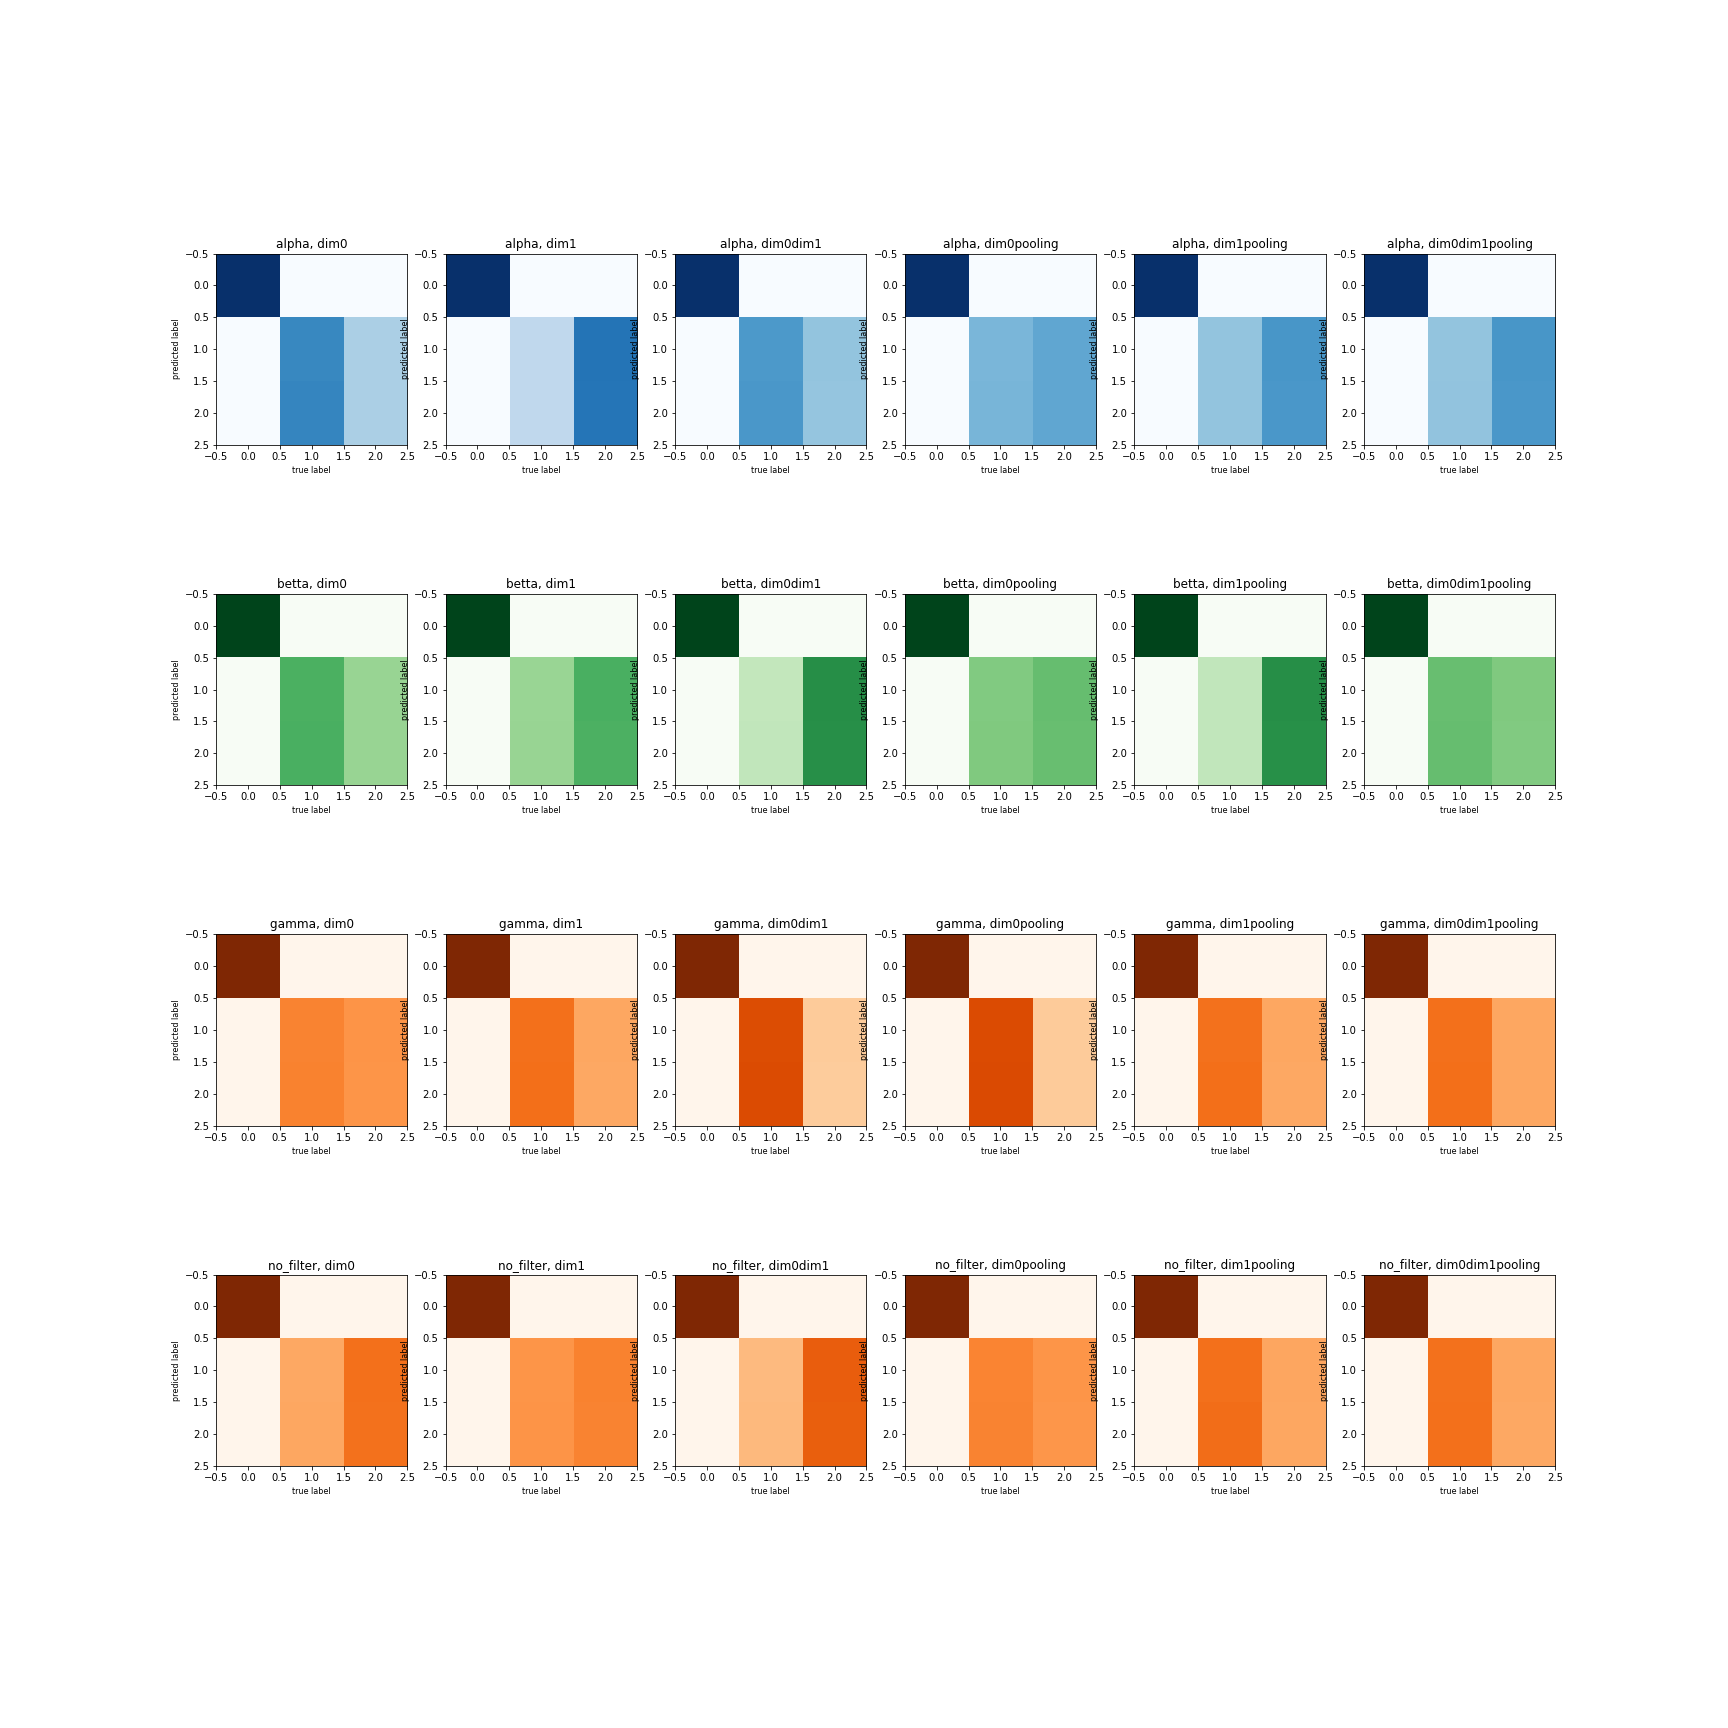 alpha, dim0 alpha, dim1 alpha, dim0dim1 alpha, dim0pooling alpha, dim1pooling alpha, dim0dim1pooling
−0.5 −0.5 −0.5 −0.5 −0.5 −0.5
0.0 0.0 0.0 0.0 0.0 0.0
0.5 0.5 0.5 0.5 0.5 0.5
predicted label predicted label predicted label predicted label predicted label predicted label
1.0 1.0 1.0 1.0 1.0 1.0
1.5 1.5 1.5 1.5 1.5 1.5
2.0 2.0 2.0 2.0 2.0 2.0
2.5 2.5 2.5 2.5 2.5 2.5
−0.5 0.0 0.5 1.0 1.5 2.0 2.5 −0.5 0.0 0.5 1.0 1.5 2.0 2.5 −0.5 0.0 0.5 1.0 1.5 2.0 2.5 −0.5 0.0 0.5 1.0 1.5 2.0 2.5 −0.5 0.0 0.5 1.0 1.5 2.0 2.5 −0.5 0.0 0.5 1.0 1.5 2.0 2.5
true label true label true label true label true label true label
betta, dim0 betta, dim1 betta, dim0dim1 betta, dim0pooling betta, dim1pooling betta, dim0dim1pooling
−0.5 −0.5 −0.5 −0.5 −0.5 −0.5
0.0 0.0 0.0 0.0 0.0 0.0
0.5 0.5 0.5 0.5 0.5 0.5
predicted label predicted label predicted label predicted label predicted label predicted label
1.0 1.0 1.0 1.0 1.0 1.0
1.5 1.5 1.5 1.5 1.5 1.5
2.0 2.0 2.0 2.0 2.0 2.0
2.5 2.5 2.5 2.5 2.5 2.5
−0.5 0.0 0.5 1.0 1.5 2.0 2.5 −0.5 0.0 0.5 1.0 1.5 2.0 2.5 −0.5 0.0 0.5 1.0 1.5 2.0 2.5 −0.5 0.0 0.5 1.0 1.5 2.0 2.5 −0.5 0.0 0.5 1.0 1.5 2.0 2.5 −0.5 0.0 0.5 1.0 1.5 2.0 2.5
true label true label true label true label true label true label
gamma, dim0 gamma, dim1 gamma, dim0dim1 gamma, dim0pooling gamma, dim1pooling gamma, dim0dim1pooling
−0.5 −0.5 −0.5 −0.5 −0.5 −0.5
0.0 0.0 0.0 0.0 0.0 0.0
0.5 0.5 0.5 0.5 0.5 0.5
predicted label predicted label predicted label predicted label predicted label predicted label
1.0 1.0 1.0 1.0 1.0 1.0
1.5 1.5 1.5 1.5 1.5 1.5
2.0 2.0 2.0 2.0 2.0 2.0
2.5 2.5 2.5 2.5 2.5 2.5
−0.5 0.0 0.5 1.0 1.5 2.0 2.5 −0.5 0.0 0.5 1.0 1.5 2.0 2.5 −0.5 0.0 0.5 1.0 1.5 2.0 2.5 −0.5 0.0 0.5 1.0 1.5 2.0 2.5 −0.5 0.0 0.5 1.0 1.5 2.0 2.5 −0.5 0.0 0.5 1.0 1.5 2.0 2.5
true label true label true label true label true label true label
no_filter, dim0 no_filter, dim1 no_filter, dim0dim1 no_filter, dim0pooling no_filter, dim1pooling no_filter, dim0dim1pooling
−0.5 −0.5 −0.5 −0.5 −0.5 −0.5
0.0 0.0 0.0 0.0 0.0 0.0
0.5 0.5 0.5 0.5 0.5 0.5
predicted label predicted label predicted label predicted label predicted label predicted label
1.0 1.0 1.0 1.0 1.0 1.0
1.5 1.5 1.5 1.5 1.5 1.5
2.0 2.0 2.0 2.0 2.0 2.0
2.5 2.5 2.5 2.5 2.5 2.5
−0.5 0.0 0.5 1.0 1.5 2.0 2.5 −0.5 0.0 0.5 1.0 1.5 2.0 2.5 −0.5 0.0 0.5 1.0 1.5 2.0 2.5 −0.5 0.0 0.5 1.0 1.5 2.0 2.5 −0.5 0.0 0.5 1.0 1.5 2.0 2.5 −0.5 0.0 0.5 1.0 1.5 2.0 2.5
true label true label true label true label true label true label